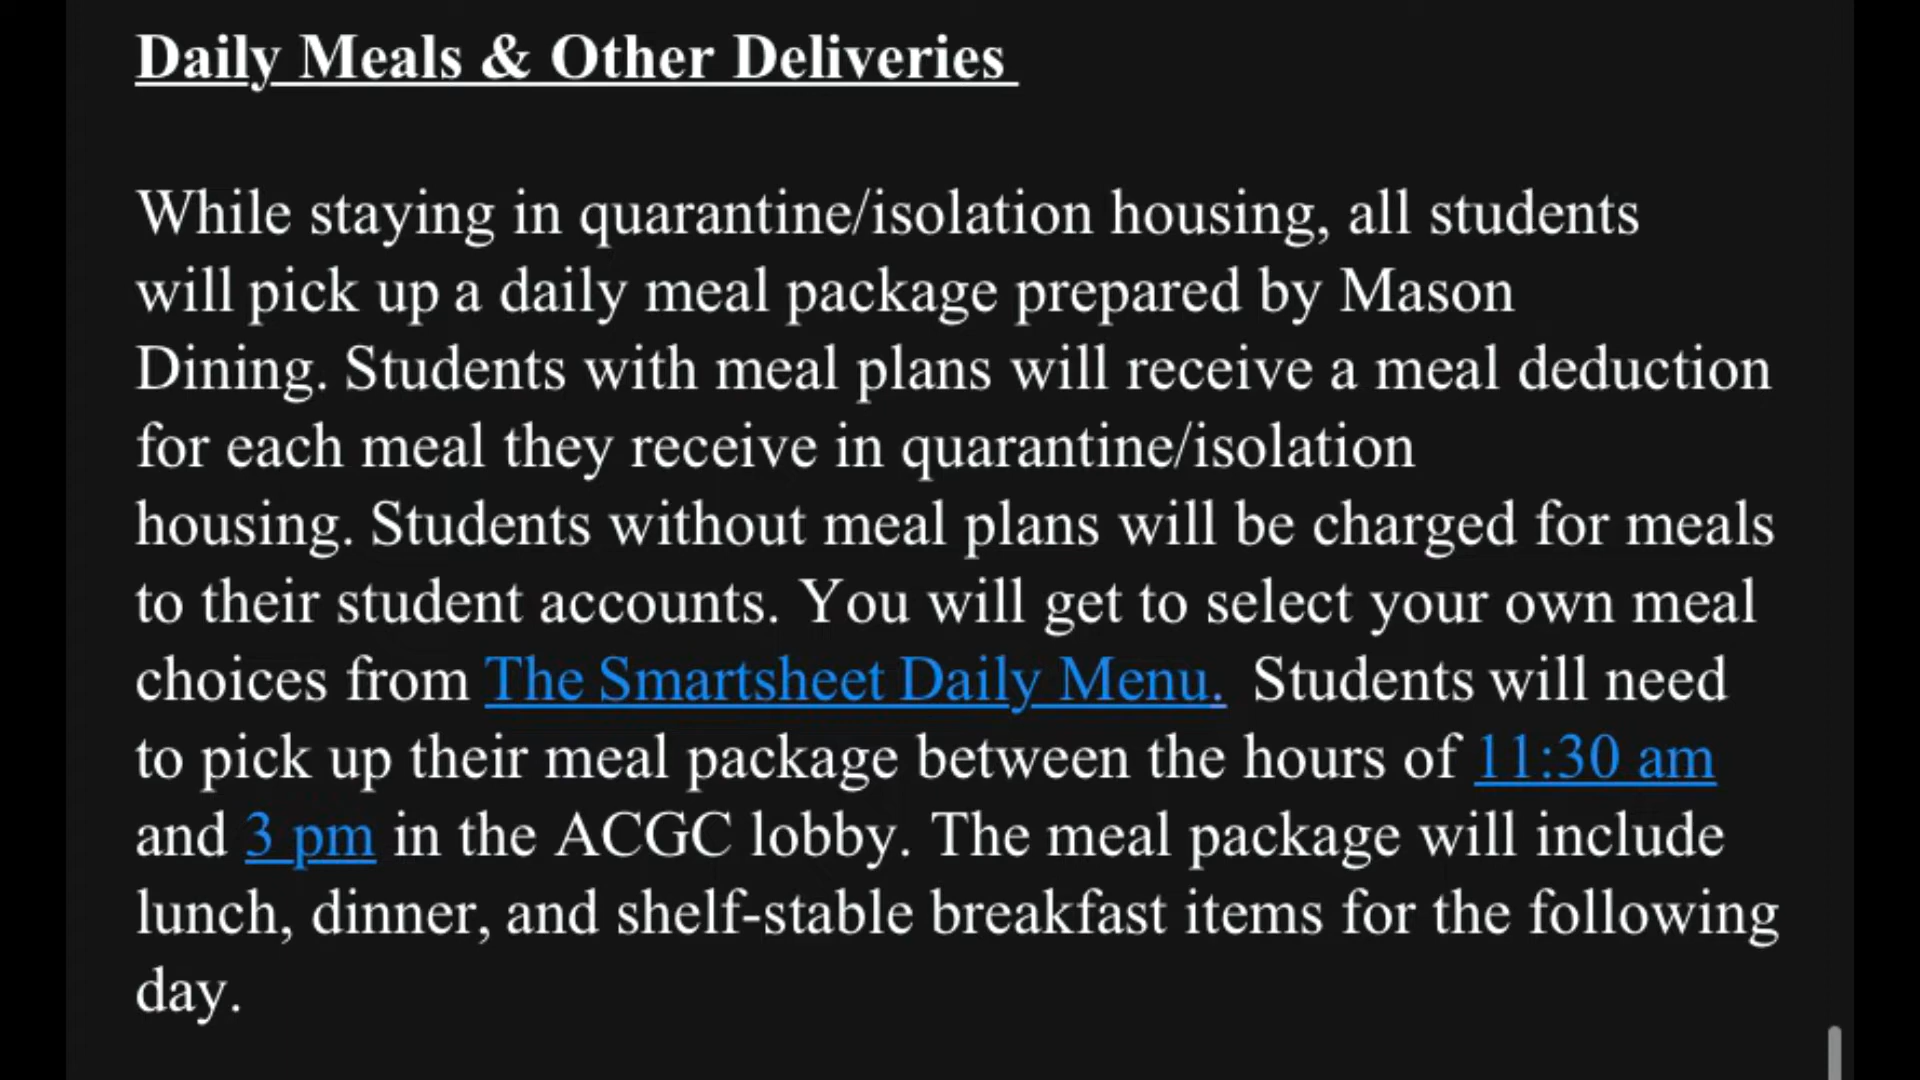 Daily Meals & Other Deliveries
While staying in quarantine/isolation housing, all students
will pick up a daily meal package prepared by Mason
Dining. Students with meal plans will receive a meal deduction
for each meal they receive in quarantine/isolation
housing. Students without meal plans will be charged for meals
to their student accounts. You will get to select your own meal
choices from The Smartsheet Daily Menu. Students will need
to pick up their meal package between the hours of 11:30 am
and 3 pm in the ACGC lobby. The meal package will include
lunch, dinner, and shelf-stable breakfast items for the following
day.